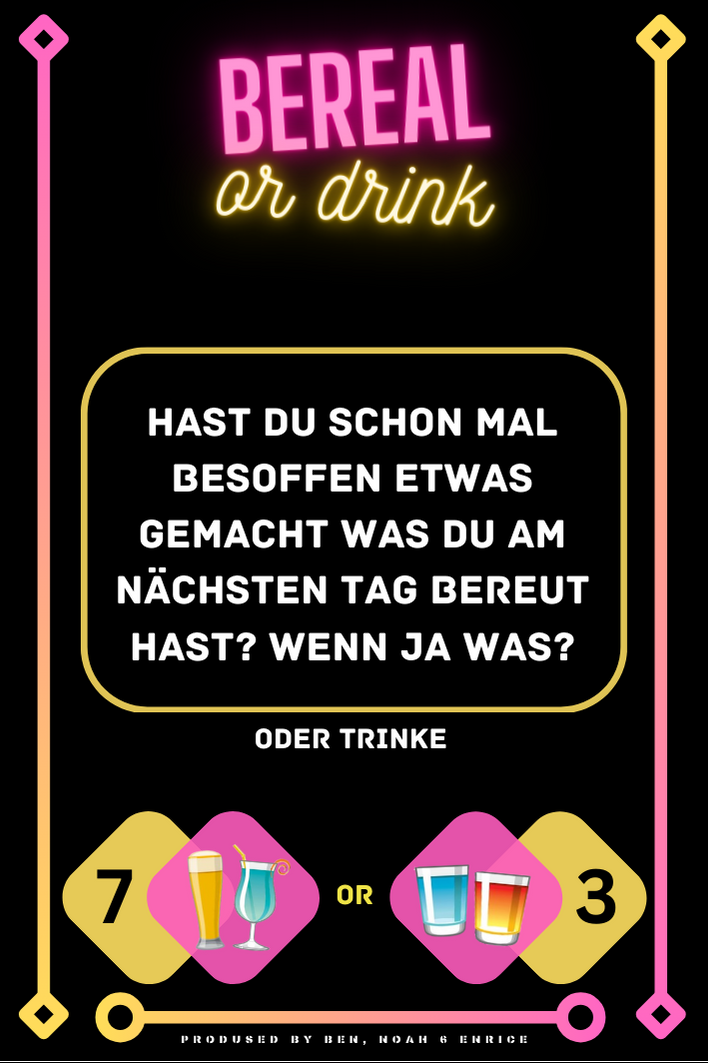 BEREAL
or drink
HAST DU SCHON MAL
BESOFFEN ETWAS
GEMACHT WAS DU AM
NÄCHSTEN TAG BEREUT
HAST? WENN JA WAS?
ODER TRINKE
7 OR 3
PRODUSED BY BEN, NOAH 6 ENRICE